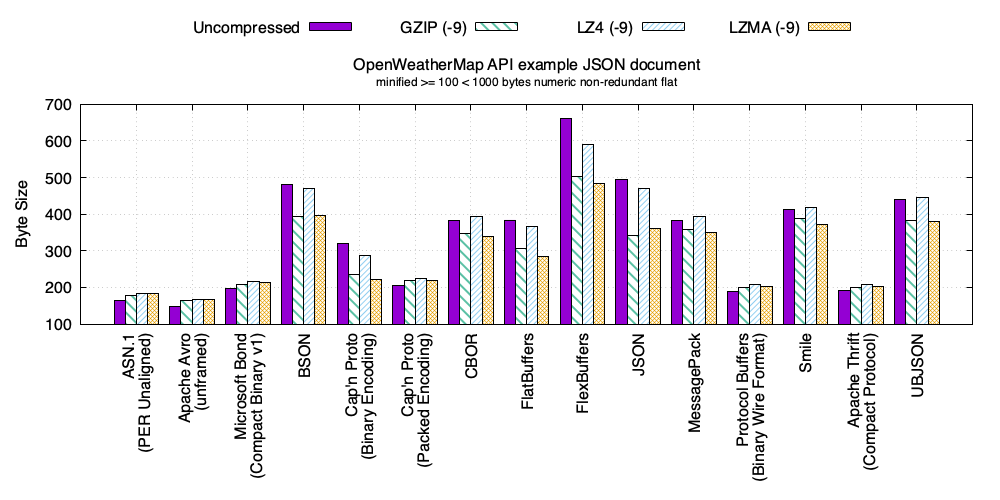 Uncompressed GZIP (-9) LZ4 (-9) LZMA (-9)
OpenWeatherMap API example JSON document
minified >= 100 < 1000 bytes numeric non-redundant flat
Byte Size
700
600
500
400
300
200
100
ASN.1
(PER Unaligned)
Apache Avro
(unframed)
Microsoft Bond
(Compact Binary v1)
BSON
Cap'n Proto
(Binary Encoding)
Cap'n Proto
(Packed Encoding)
CBOR
FlatBuffers
FlexBuffers
JSON
MessagePack
Protocol Buffers
(Binary Wire Format)
Smile
Apache Thrift
(Compact Protocol)
UBJSON